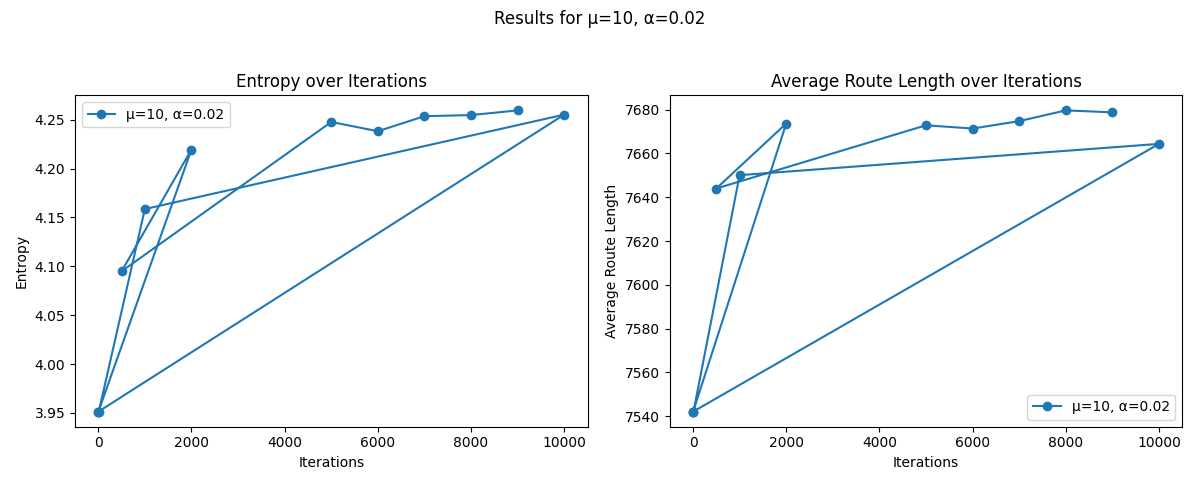 Results for μ=10, α=0.02
Entropy over Iterations
μ=10, α=0.02
Entropy
4.25
4.20
4.15
4.10
4.05
4.00
3.95
0 2000 4000 6000 8000 10000
Iterations
Average Route Length over Iterations
Average Route Length
7680
7660
7640
7620
7600
7580
7560
7540
μ=10, α=0.02
0 2000 4000 6000 8000 10000
Iterations